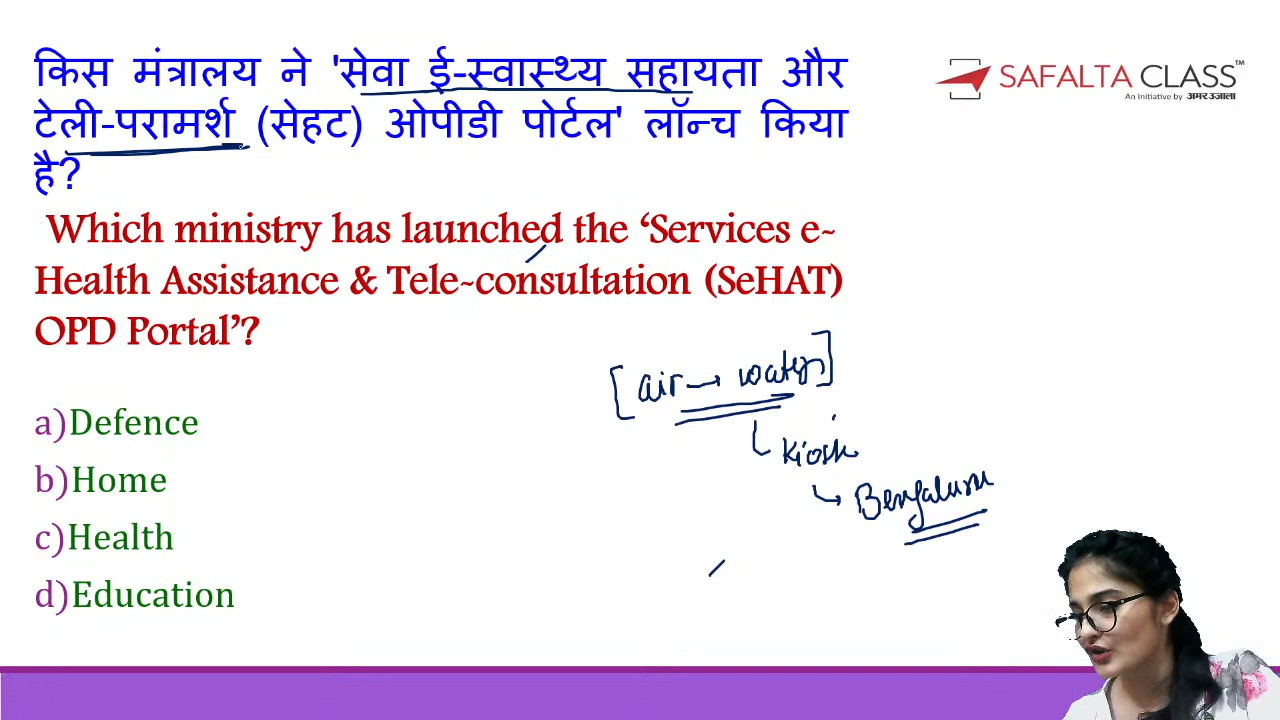 किस मंत्रालय ने 'सेवा ई-स्वास्थ्य सहायता और
टेली-परामर्श (सेहट) ओपीडी पोर्टल' लॉन्च किया
है?
SAFALTA CLASS™
An Initiative by अमर उजाला
Which ministry has launched the ‘Services e-
Health Assistance & Tele-consultation (SeHAT)
OPD Portal’?
[air → water]
Kiosk
Bengaluru
a)Defence
b)Home
c)Health
d)Education